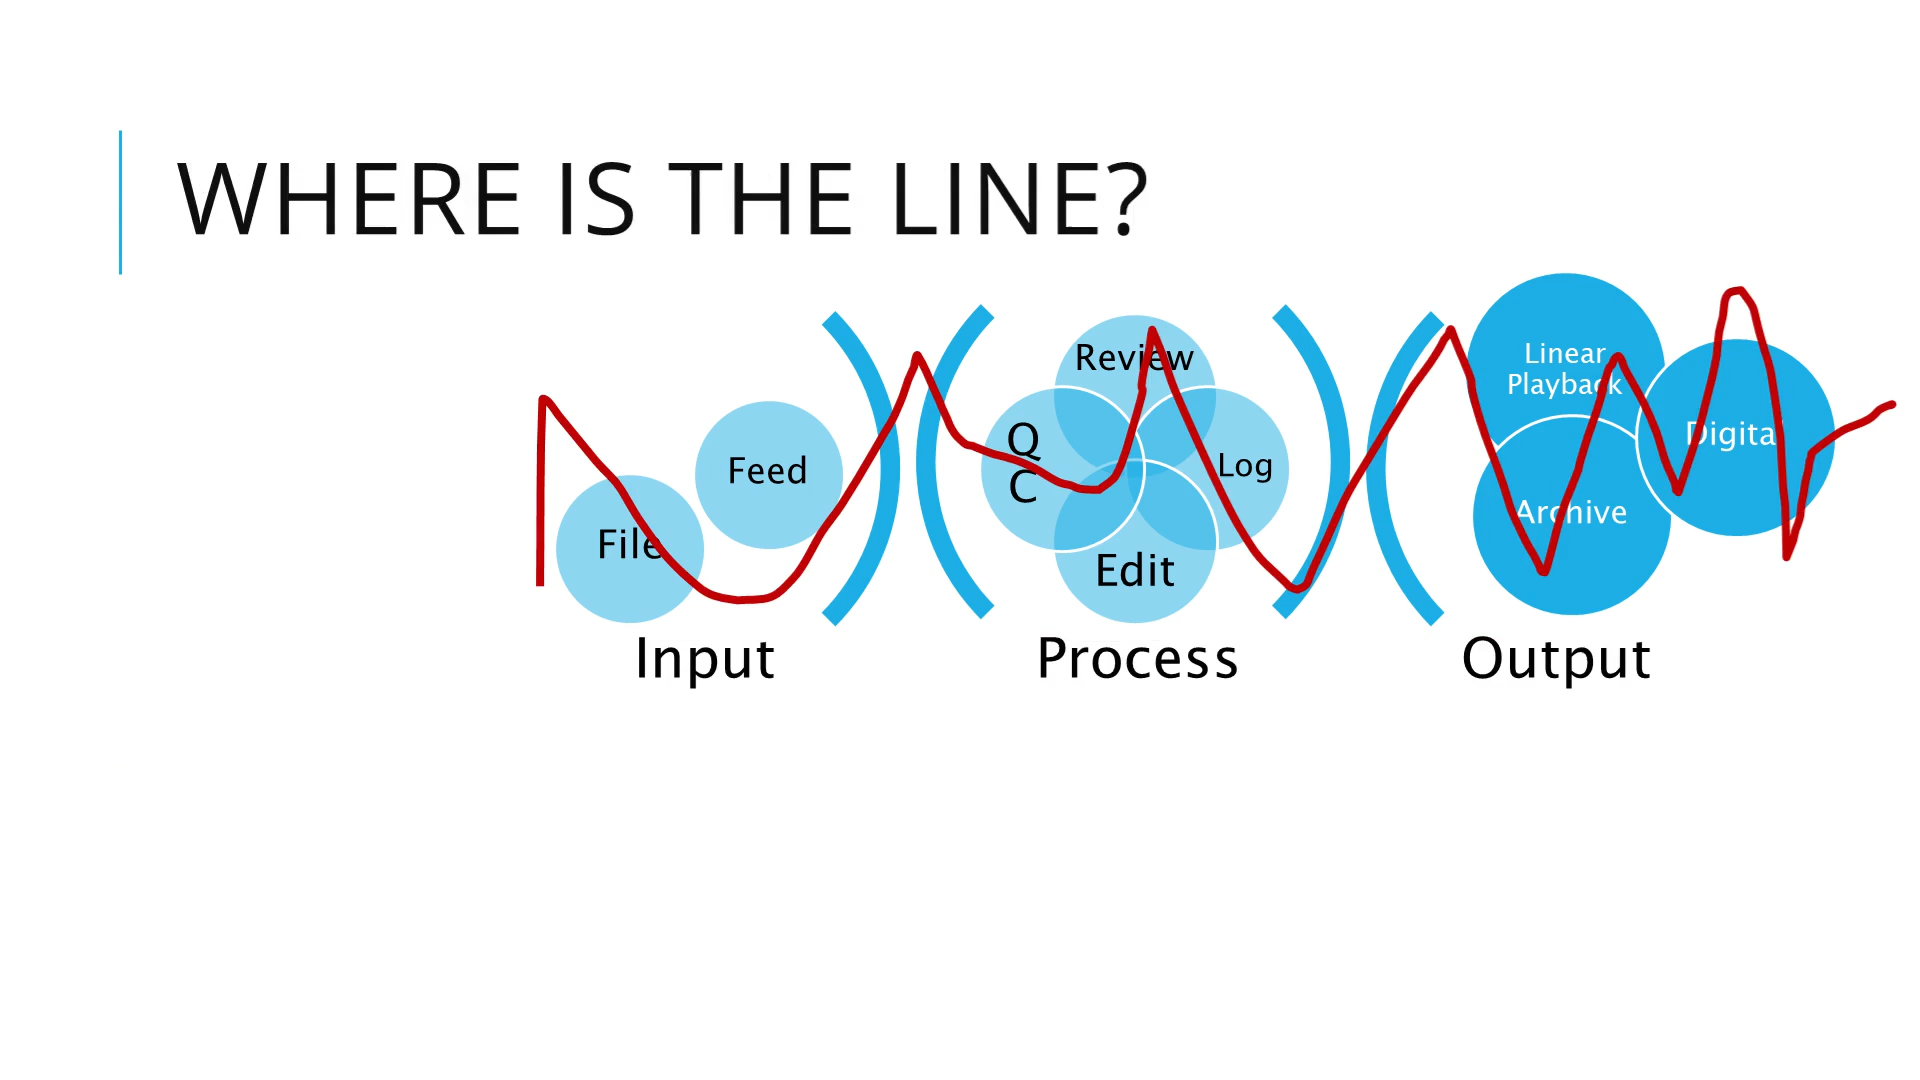 WHERE IS THE LINE?
File
Feed
Input
Review
Q
C
Log
Edit
Process
Linear
Playback
Archive
Digital
Output